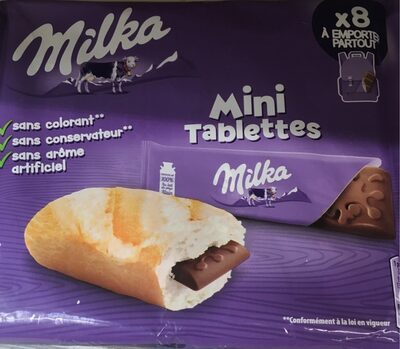 Milka
x8
À EMPORTER
PARTOUT
sans colorant**
sans conservateur**
sans arôme
artificiel
Mini
Tablettes
100%
Milka
**Conformément à la loi en vigueur